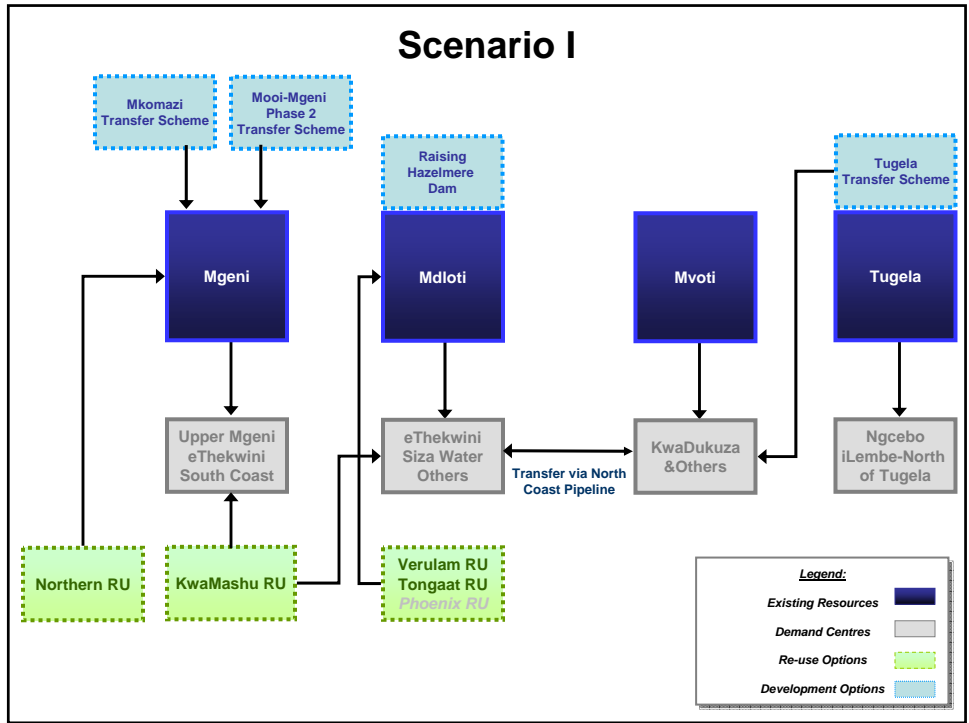 Scenario I
Mkomazi
Transfer Scheme
Mooi-Mgeni
Phase 2
Transfer Scheme
Raising
Hazelmere
Dam
Tugela
Transfer Scheme
Mgeni
Mdloti
Mvoti
Tugela
Upper Mgeni
eThekwini
South Coast
eThekwini
Siza Water
Others
Transfer via North
Coast Pipeline
KwaDukuza
&Others
Ngcebo
iLembe-North
of Tugela
Northern RU
KwaMashu RU
Verulam RU
Tongaat RU
Phoenix RU
Legend:
Existing Resources
Demand Centres
Re-use Options
Development Options